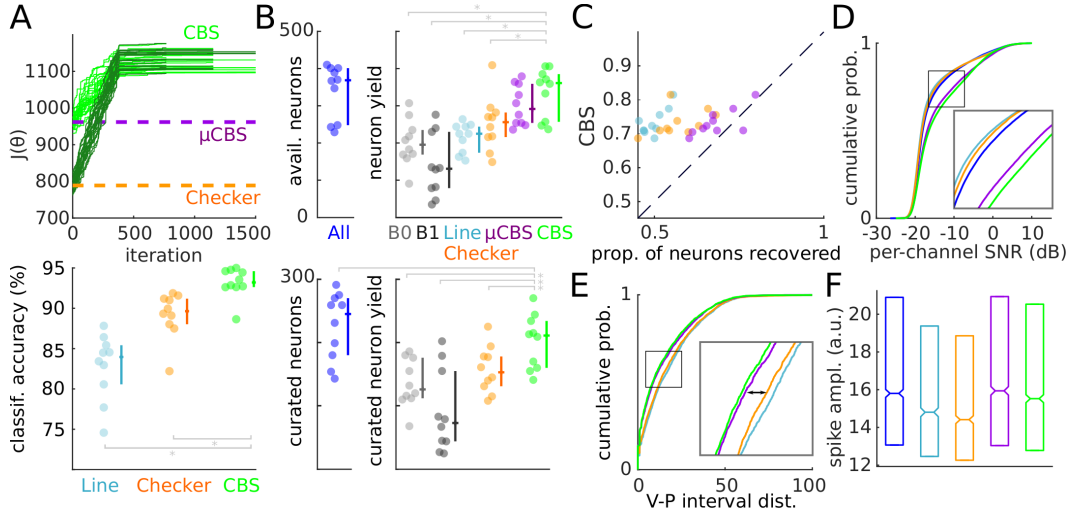 A
J(θ)
1100
1000
900
800
700
CBS
μCBS
Checker
0
500
1000
1500
iteration
classif. accuracy (%)
95
90
85
80
75
*
*
Line
Checker
CBS
B
500
0
avail. neurons
neuron yield
*
*
*
*
All
B0
B1
Line
Checker
μCBS
CBS
300
0
curated neurons
curated neuron yield
*
*
*
*
C
CBS
0.9
0.8
0.7
0.6
0.5
0.5
1
prop. of neurons recovered
D
cumulative prob.
1
0
-30
-20
-10
0
10
per-channel SNR (dB)
E
cumulative prob.
1
0
0
50
100
V-P interval dist.
F
spike ampl. (a.u.)
20
18
16
14
12